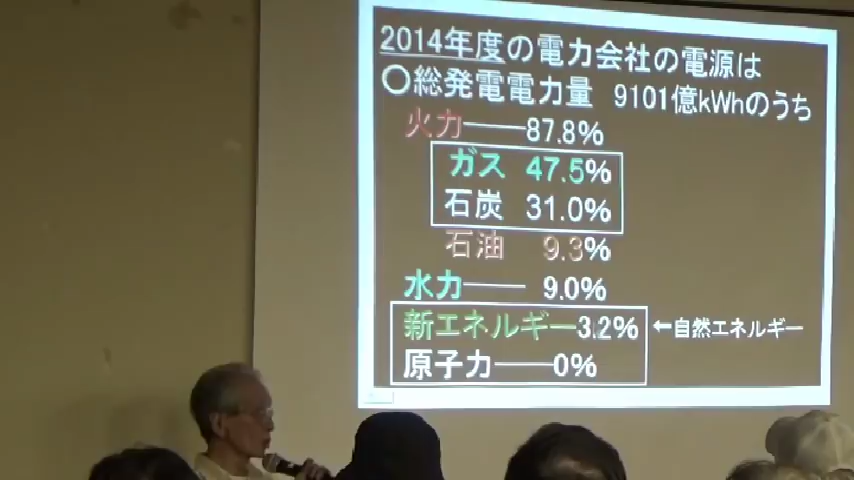 2014年度の電力会社の電源は
〇総発電電力量 9101億kWhのうち
火力――87.8%
ガス 47.5%
石炭 31.0%
石油 9.3%
水力―― 9.0%
新エネルギー3.2% ←自然エネルギー
原子力――0%